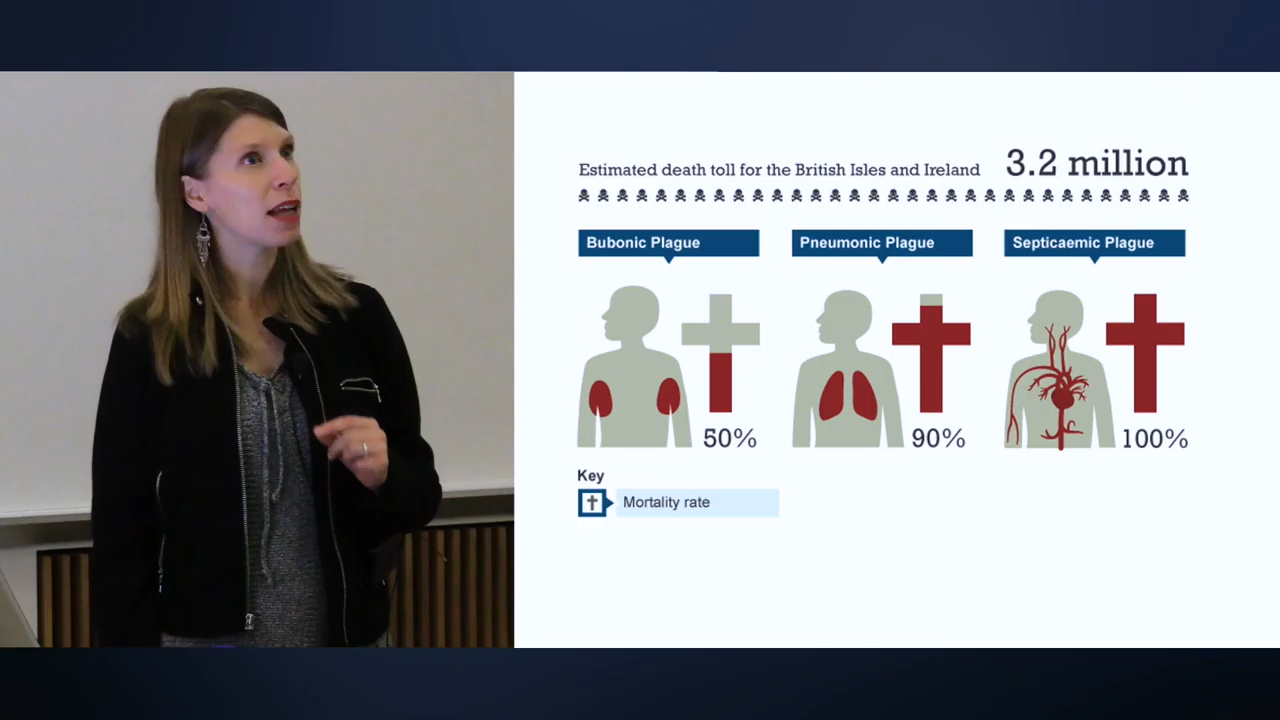 Estimated death toll for the British Isles and Ireland 3.2 million
Bubonic Plague
Pneumonic Plague
Septicaemic Plague
50%
90%
100%
Key
Mortality rate